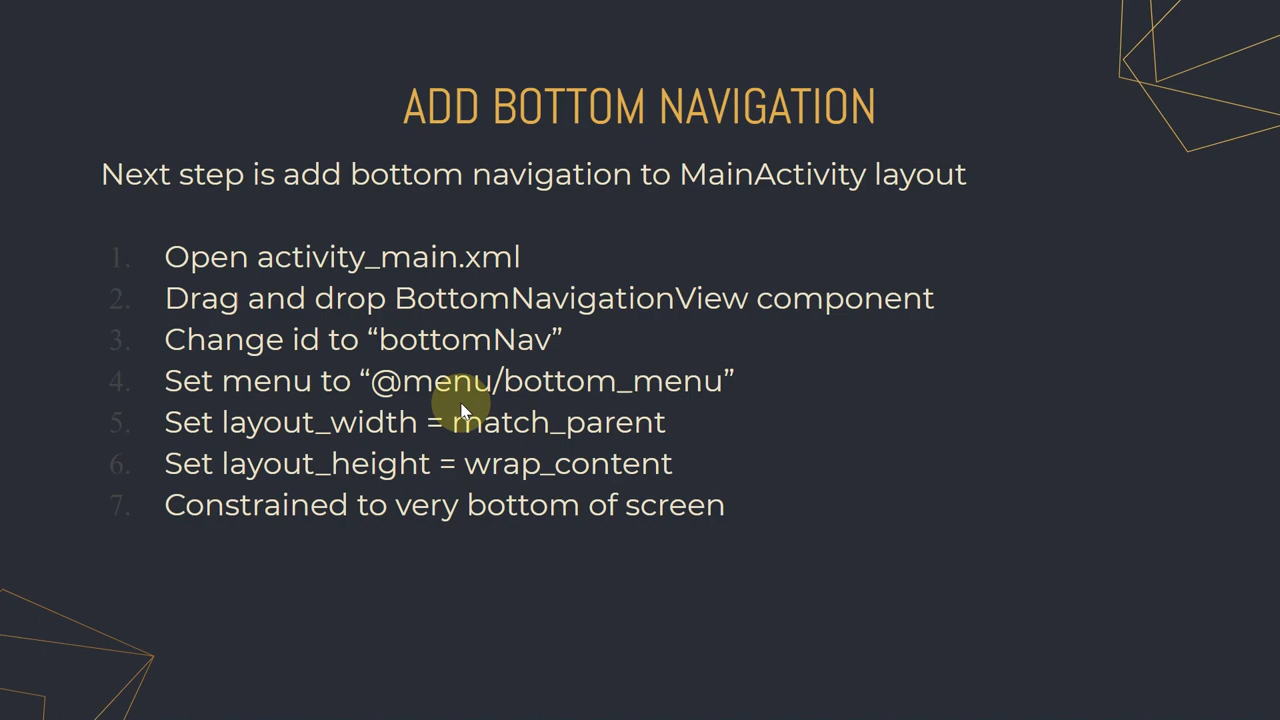 ADD BOTTOM NAVIGATION
Next step is add bottom navigation to MainActivity layout
1. Open activity_main.xml
2. Drag and drop BottomNavigationView component
3. Change id to “bottomNav”
4. Set menu to “@menu/bottom_menu”
5. Set layout_width = match_parent
6. Set layout_height = wrap_content
7. Constrained to very bottom of screen